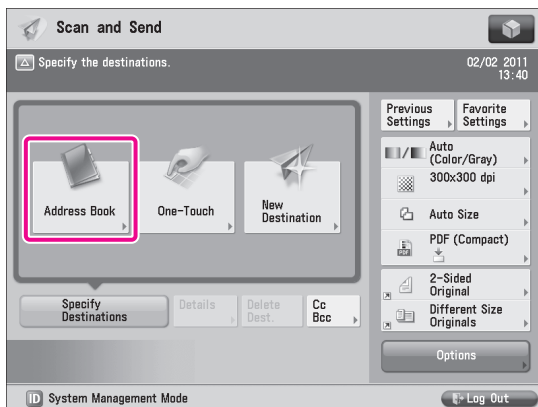 Scan and Send
Specify the destinations.
02/02 2011
13:40
Previous
Settings
Favorite
Settings
Auto
(Color/Gray)
300x300 dpi
Address Book
One-Touch
New
Destination
Auto Size
PDF
PDF (Compact)
2-Sided
Original
Specify
Destinations
Details
Delete
Dest.
Cc
Bcc
Different Size
Originals
Options
ID System Management Mode
Log Out